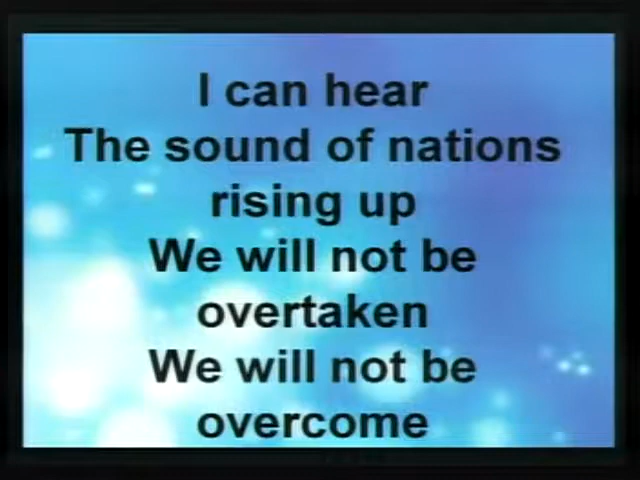 I can hear
The sound of nations
rising up
We will not be
overtaken
We will not be
overcome